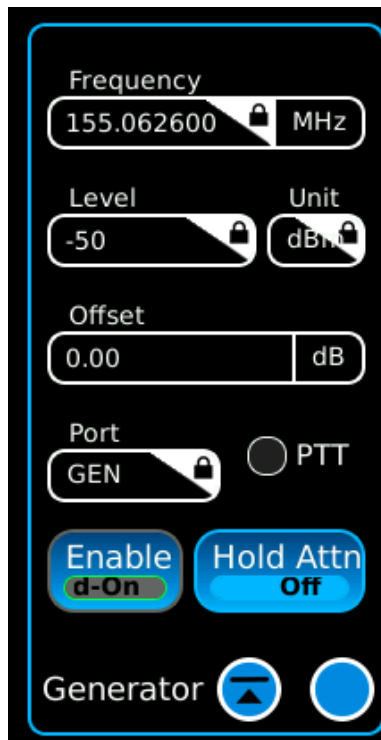 Frequency
155.062600 MHz
Level Unit
-50 dBm
Offset
0.00 dB
Port
GEN PTT
Enable Hold Attn
d-On Off
Generator